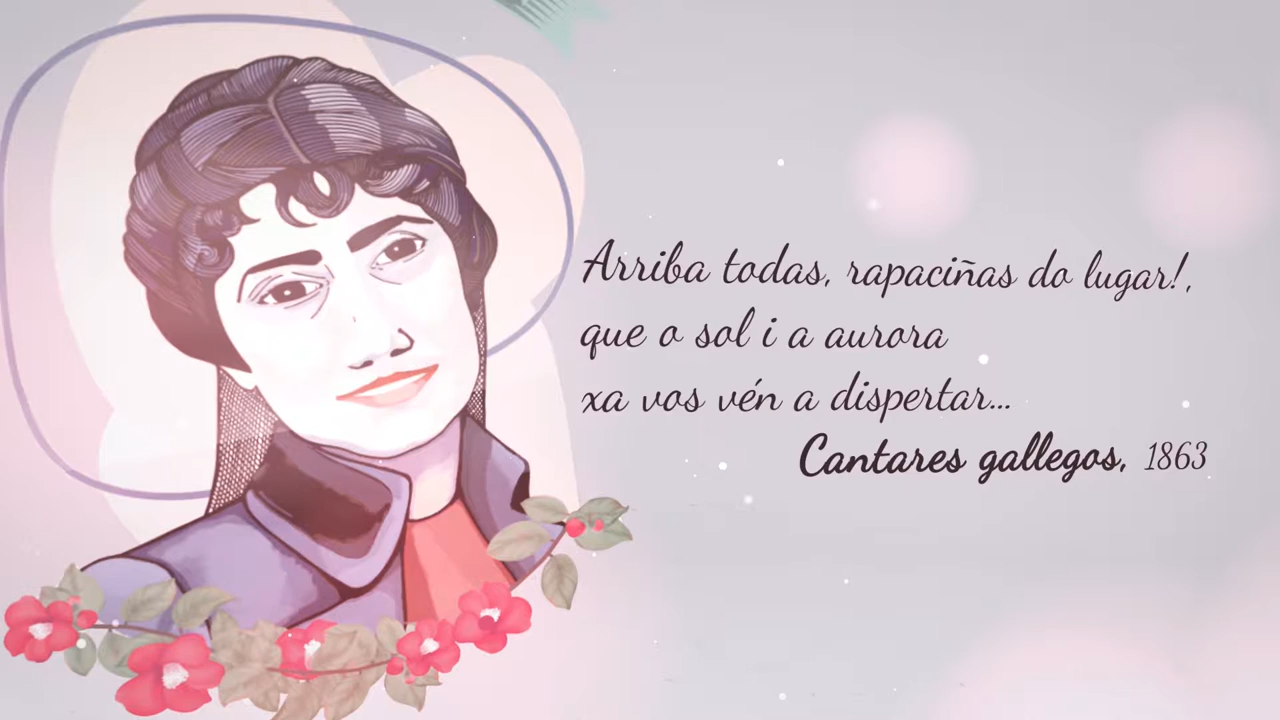 Arriba todas, rapaciñas do lugar!,
que o sol i a aurora
xa vos vén a dispertar...
Cantares gallegos, 1863